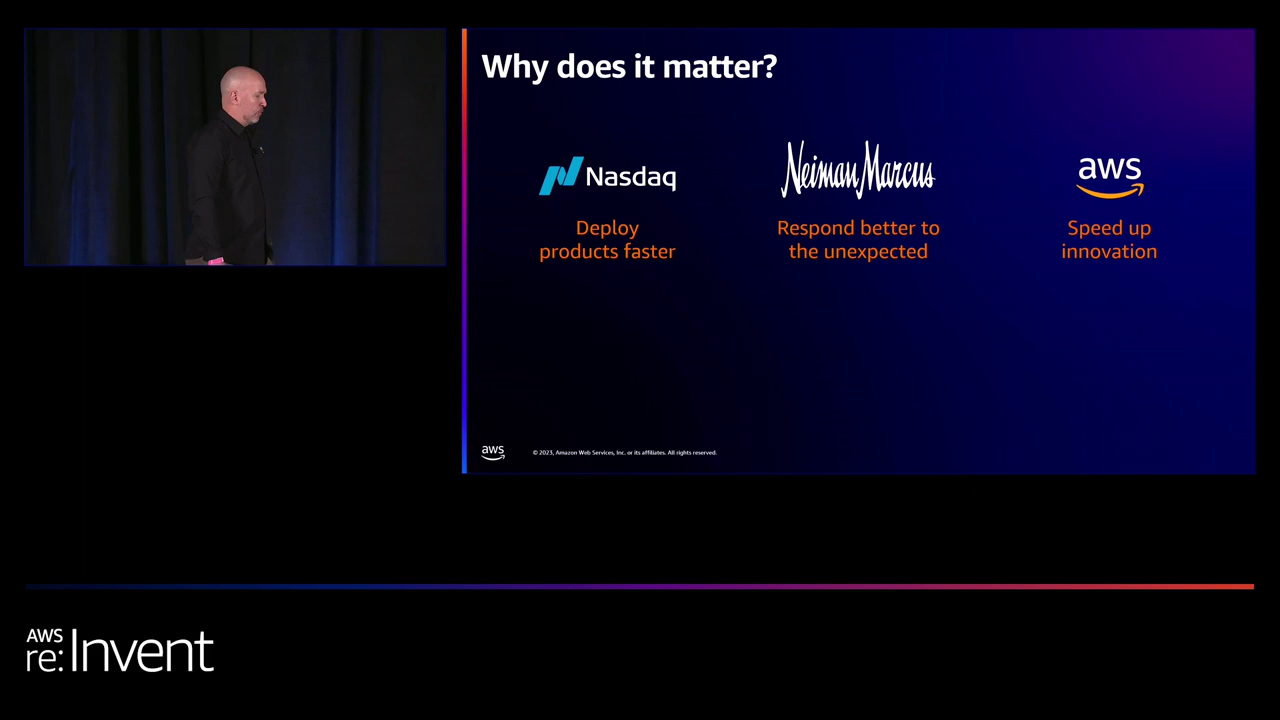 Why does it matter?
Nasdaq
Neiman Marcus
aws
Deploy
products faster
Respond better to
the unexpected
Speed up
innovation
aws
© 2023, Amazon Web Services, Inc. or its affiliates. All rights reserved.
AWS
re:Invent